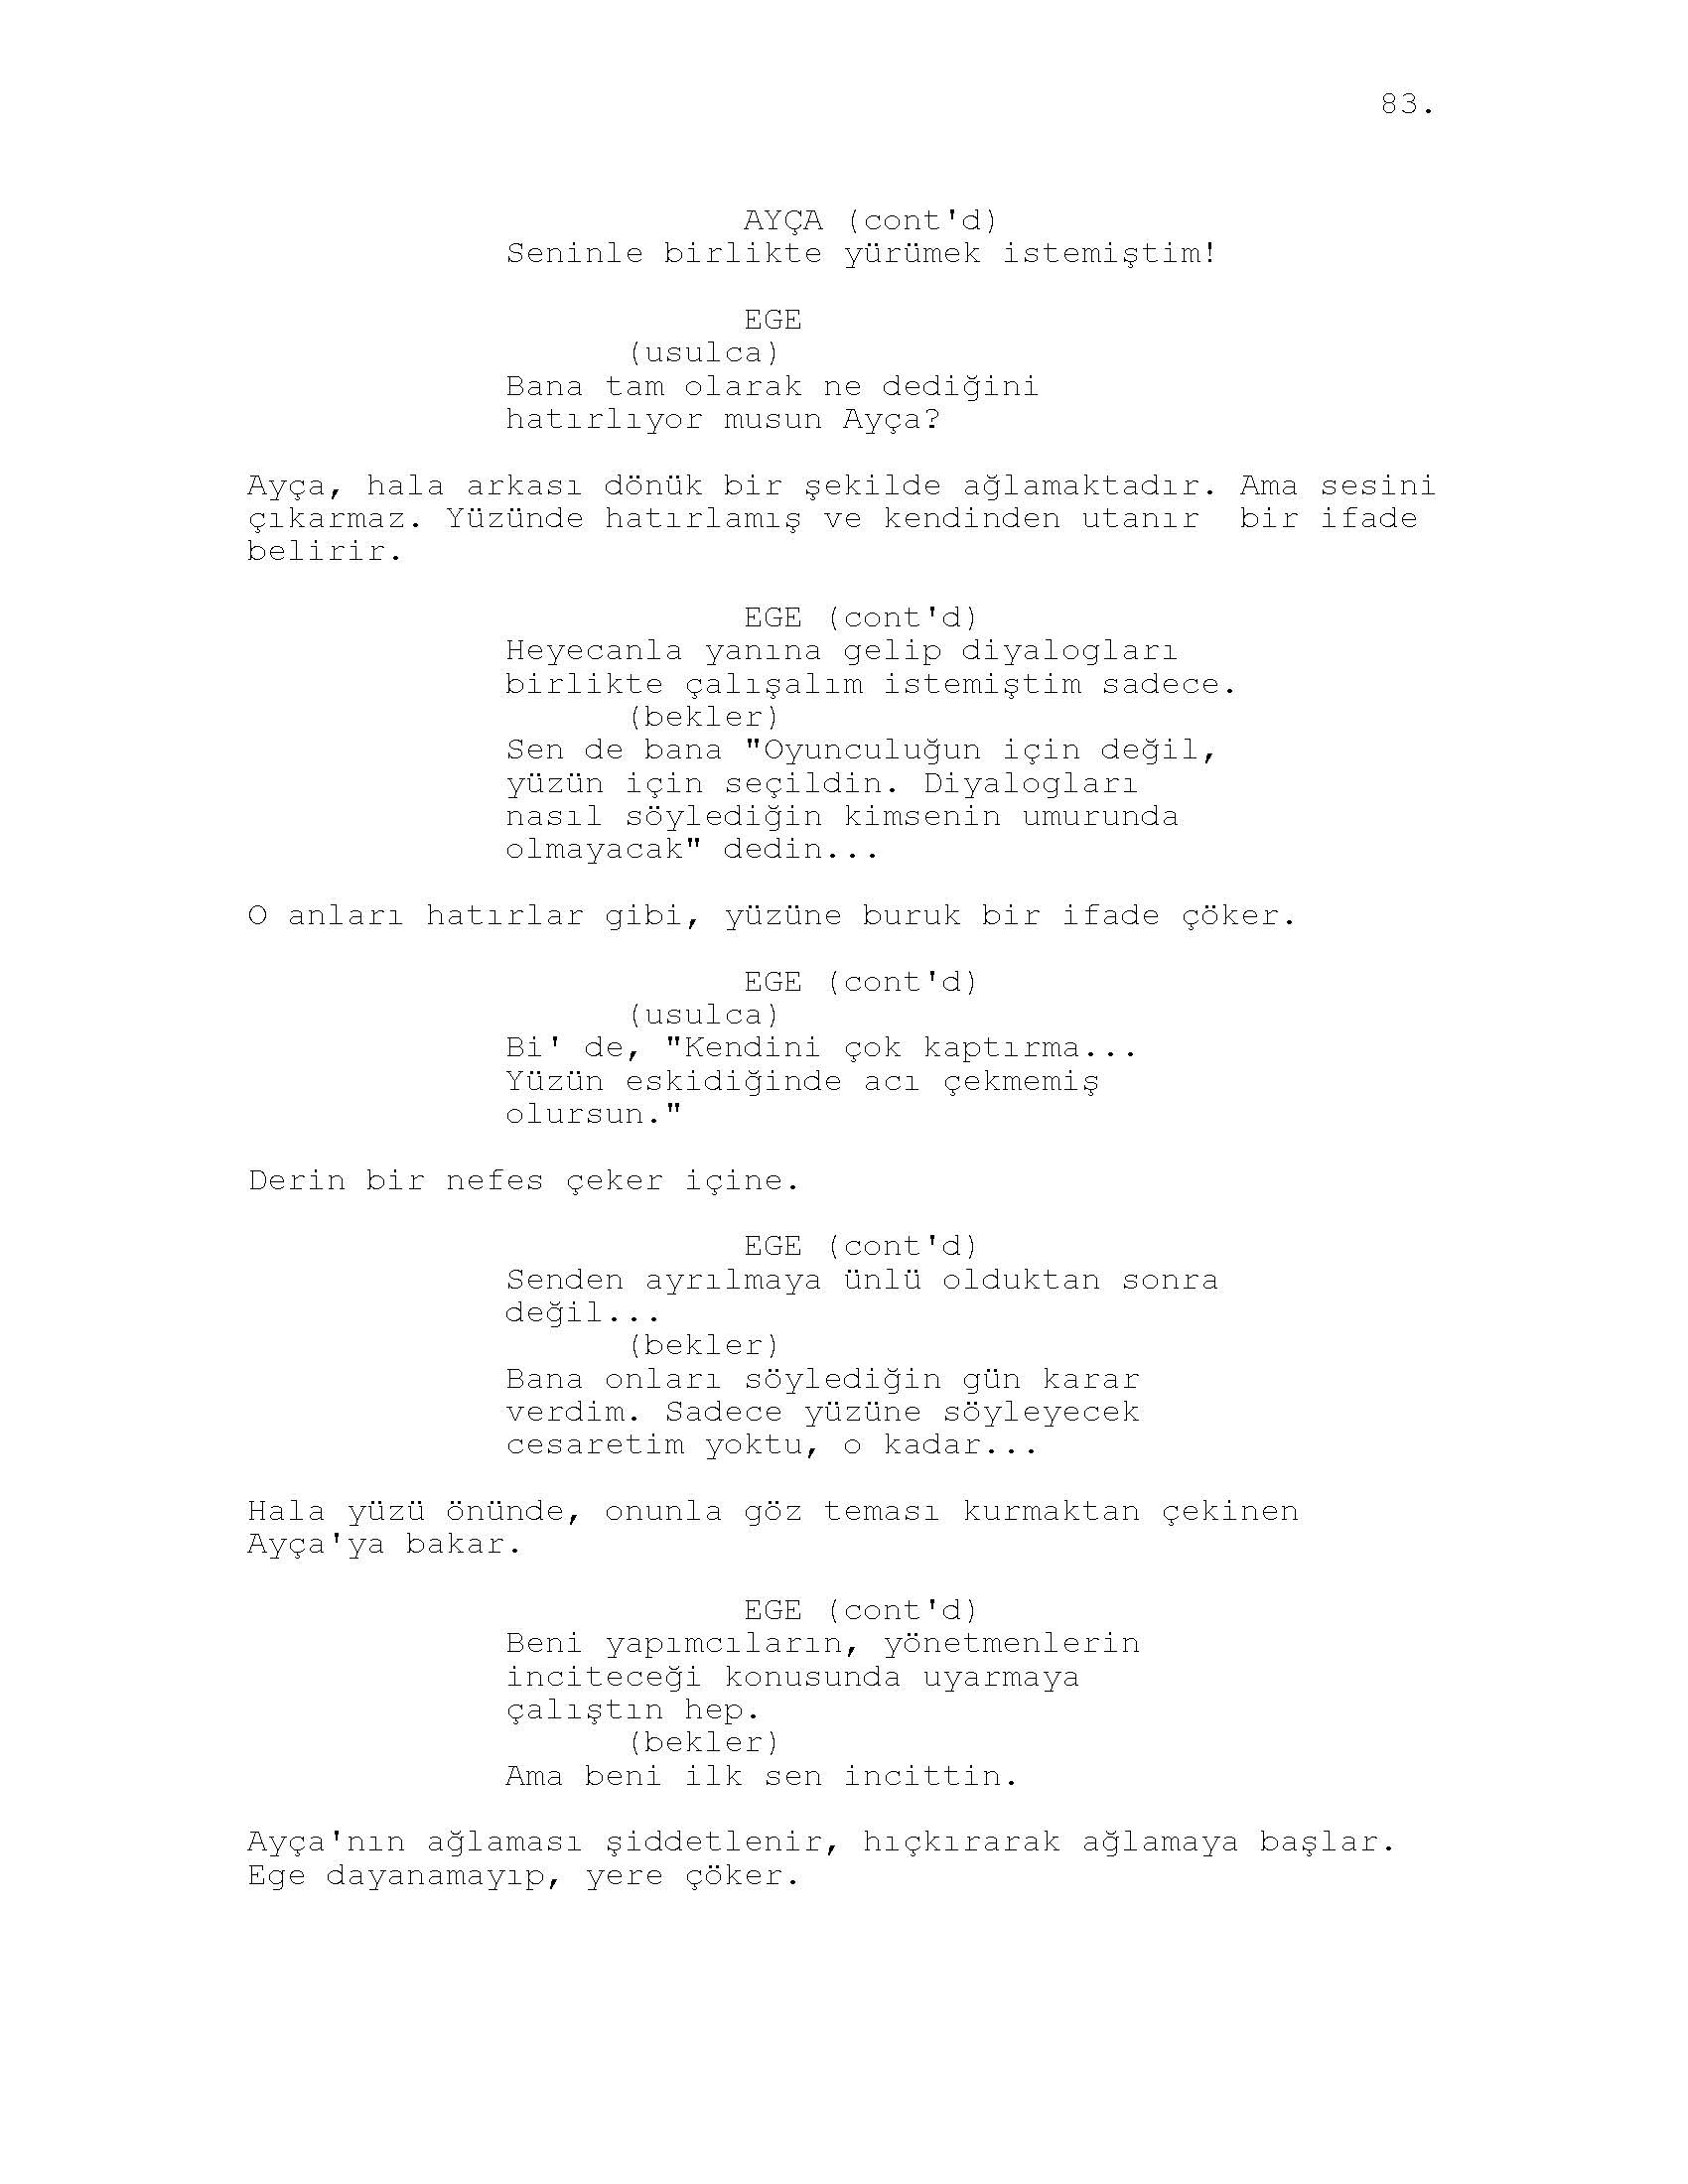 83.
AYÇA (cont'd)
Seninle birlikte yürümek istemiştim!
EGE
(usulca)
Bana tam olarak ne dediğini
hatırlıyor musun Ayça?
Ayça, hala arkası dönük bir şekilde ağlamaktadır. Ama sesini
çıkarmaz. Yüzünde hatırlamış ve kendinden utanır  bir ifade
belirir.
EGE (cont'd)
Heyecanla yanına gelip diyalogları
birlikte çalışalım istemiştim sadece.
(bekler)
Sen de bana "Oyunculuğun için değil,
yüzün için seçildin. Diyalogları
nasıl söylediğin kimsenin umurunda
olmayacak" dedin...
O anları hatırlar gibi, yüzüne buruk bir ifade çöker.
EGE (cont'd)
(usulca)
Bi' de, "Kendini çok kaptırma...
Yüzün eskidiğinde acı çekmemiş
olursun."
Derin bir nefes çeker içine.
EGE (cont'd)
Senden ayrılmaya ünlü olduktan sonra
değil...
(bekler)
Bana onları söylediğin gün karar
verdim. Sadece yüzüne söyleyecek
cesaretim yoktu, o kadar...
Hala yüzü önünde, onunla göz teması kurmaktan çekinen
Ayça'ya bakar.
EGE (cont'd)
Beni yapımcıların, yönetmenlerin
inciteceği konusunda uyarmaya
çalıştın hep.
(bekler)
Ama beni ilk sen incittin.
Ayça'nın ağlaması şiddetlenir, hıçkırarak ağlamaya başlar.
Ege dayanamayıp, yere çöker.